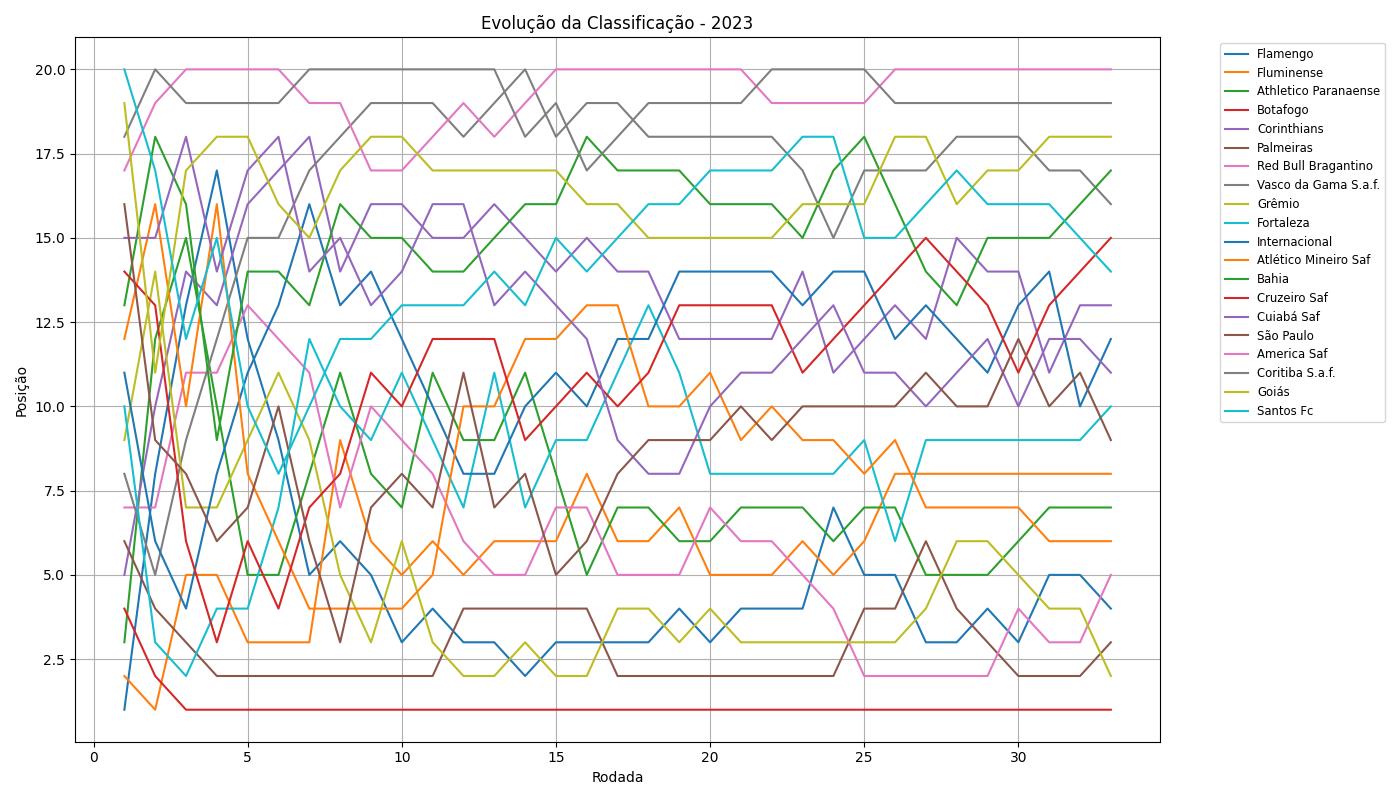 Evolução da Classificação - 2023
20.0
17.5
15.0
12.5
10.0
7.5
5.0
2.5
Posição
0 5 10 15 20 25 30
Rodada
Flamengo
Fluminense
Athletico Paranaense
Botafogo
Corinthians
Palmeiras
Red Bull Bragantino
Vasco da Gama S.a.f.
Grêmio
Fortaleza
Internacional
Atlético Mineiro Saf
Bahia
Cruzeiro Saf
Cuiabá Saf
São Paulo
America Saf
Coritiba S.a.f.
Goiás
Santos Fc